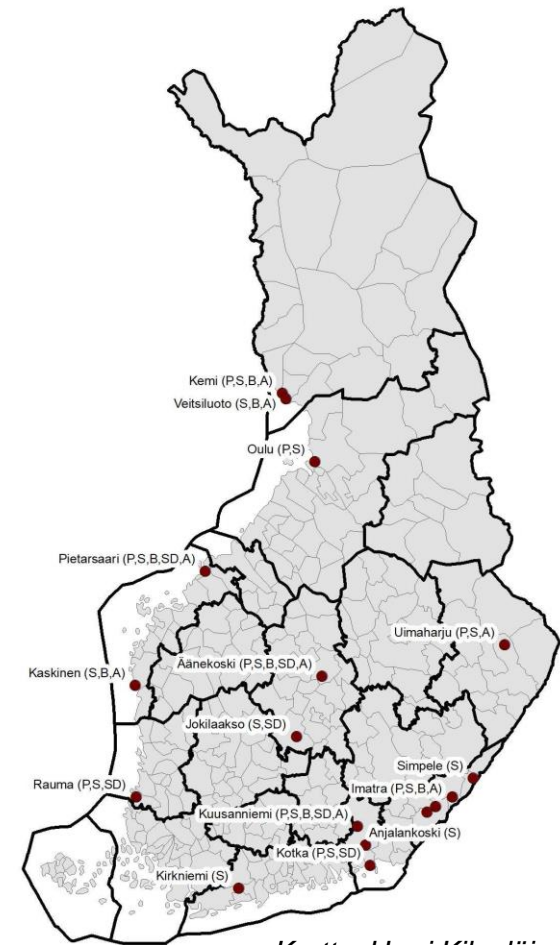 Kemi (P,S,B,A)
Veitsiluoto (S,B,A)
Oulu (P,S)
Pietarsaari (P,S,B,SD,A)
Uimaharju (P,S,A)
Äänekoski (P,S,B,SD,A)
Kaskinen (S,B,A)
Jokilaakso (S,SD)
Simpele (S)
Rauma (P,S,SD)
Imatra (P,S,B,A)
Kuusanniemi (P,S,B,SD,A)
Anjalankoski (S)
Kotka (P,S,SD)
Kirkniemi (S)